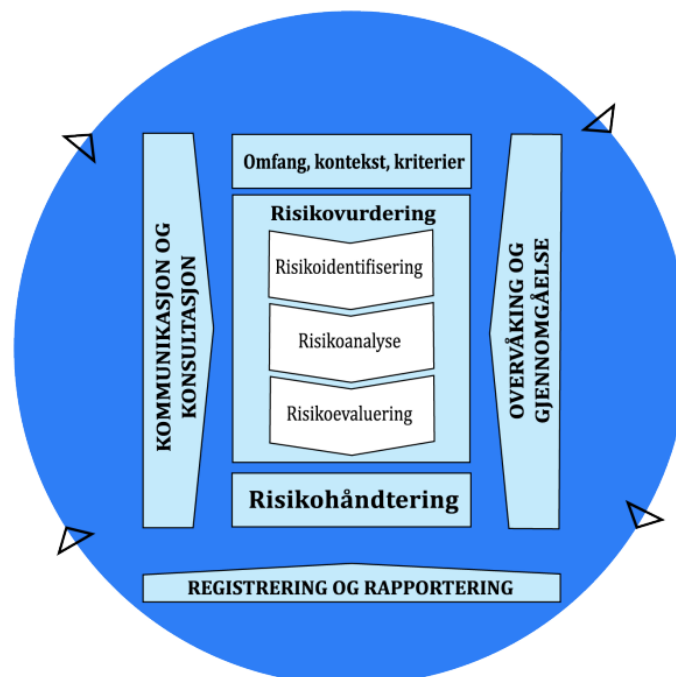 Omfang, kontekst, kriterier
Risikovurdering
Risikoidentifisering
Risikoanalyse
Risikoevaluering
Risikohåndtering
KOMMUNIKASJON OG
KONSULTASJON
OVERVÅKING OG
GJENNOMGÅELSE
REGISTRERING OG RAPPORTERING